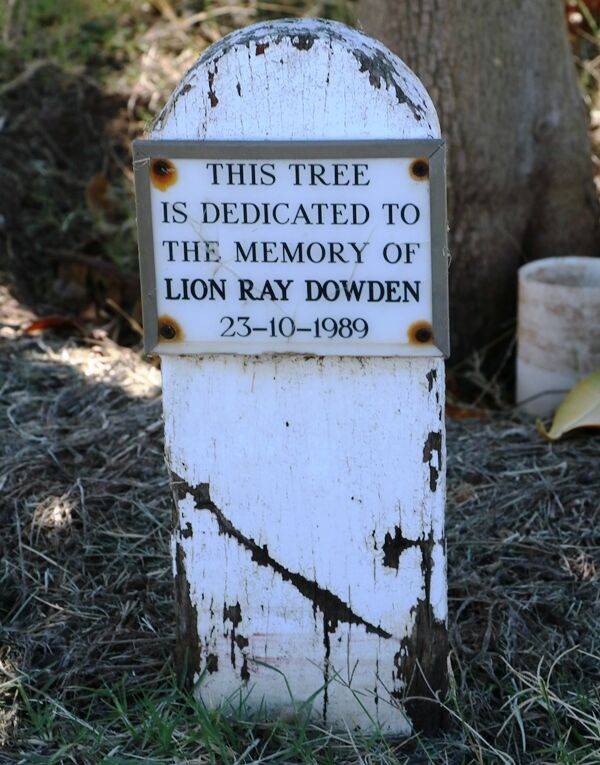 THIS TREE
IS DEDICATED TO
THE MEMORY OF
LION RAY DOWDEN
23-10-1989